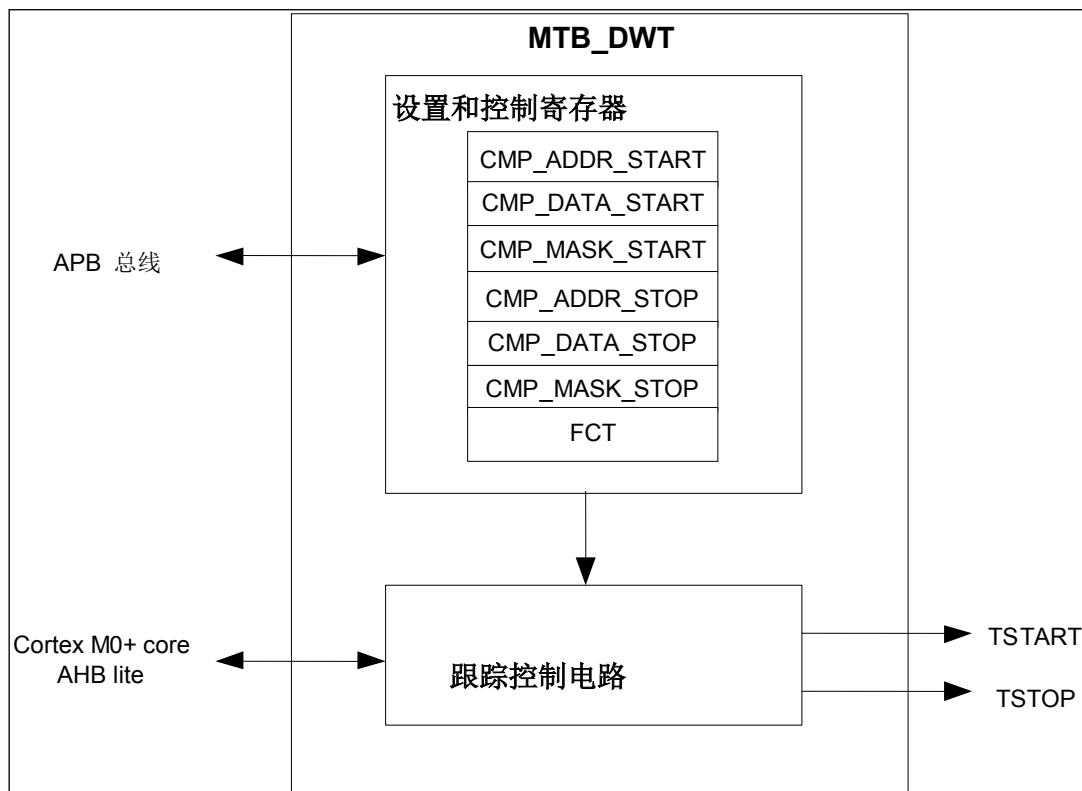 MTB_DWT
设置和控制寄存器
CMP_ADDR_START
CMP_DATA_START
CMP_MASK_START
CMP_ADDR_STOP
CMP_DATA_STOP
CMP_MASK_STOP
FCT
APB 总线
Cortex M0+ core
AHB lite
跟踪控制电路
TSTART
TSTOP